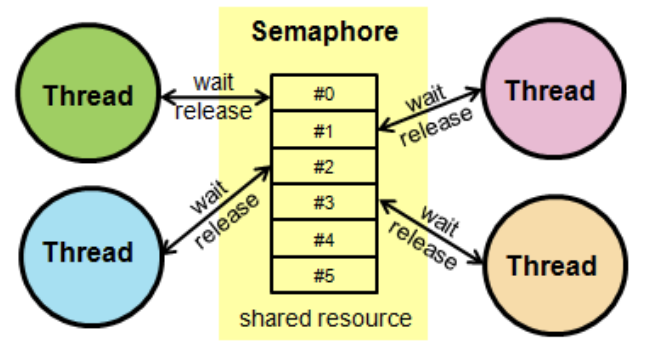 Semaphore
Thread
wait
release
#0
#1
#2
#3
#4
#5
wait
release
Thread
Thread
wait
release
wait
release
Thread
shared resource